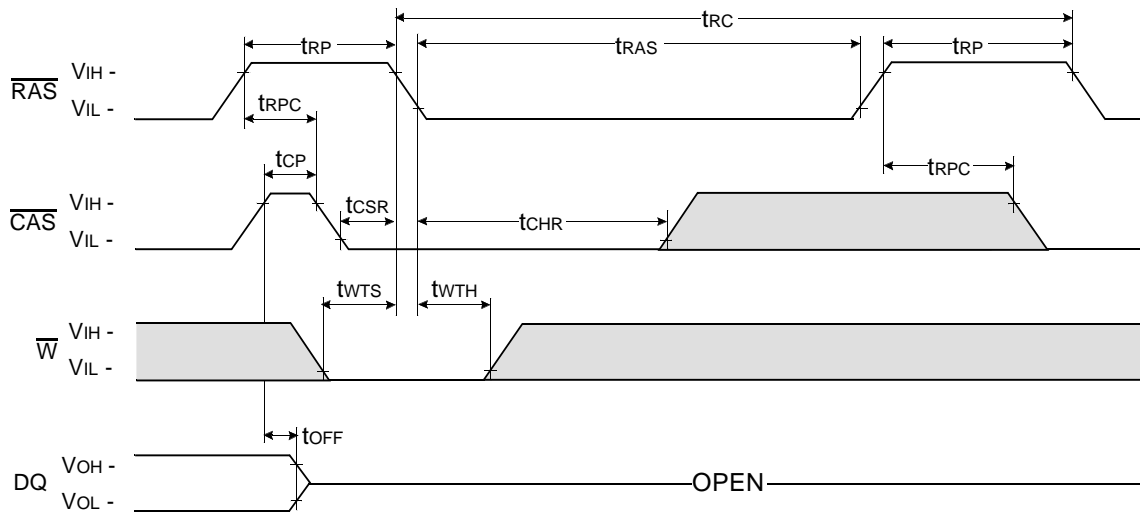 tRC
tRP
tRAS
tRP
RAS
VIH -
VIL -
tRPC
tCP
tRPC
CAS
VIH -
VIL -
tCSR
tCHR
tWTS
tWTH
W
VIH -
VIL -
tOFF
DQ
VOH -
VOL -
OPEN